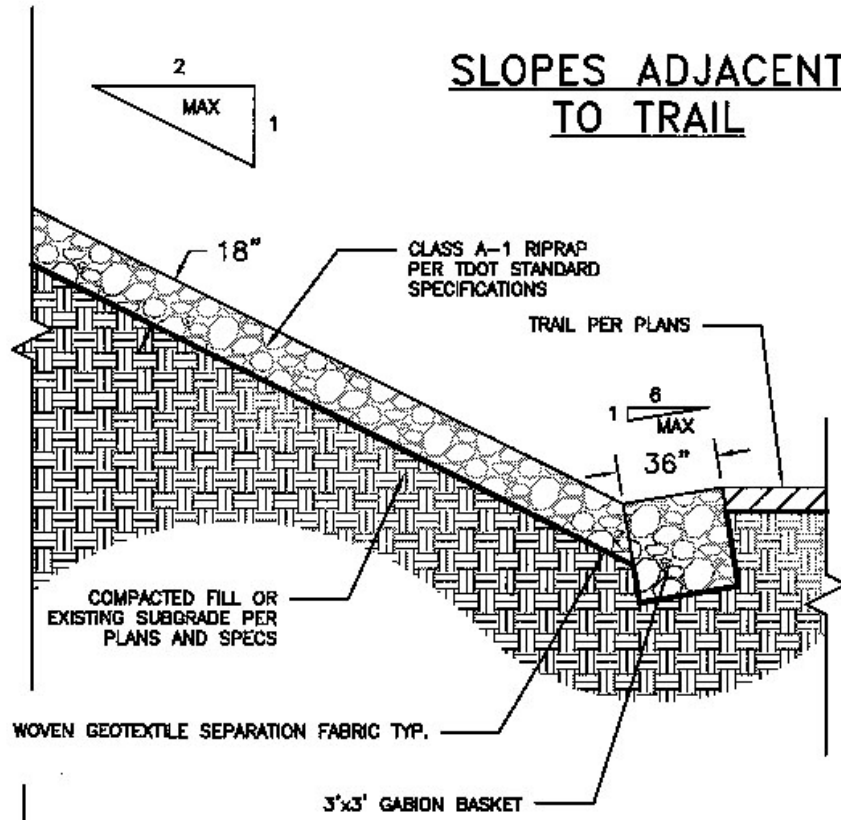 SLOPES ADJACENT
TO TRAIL
2
MAX
1
18"
CLASS A-1 RIPRAP
PER TDOT STANDARD
SPECIFICATIONS
TRAIL PER PLANS
6
1
MAX
36"
COMPACTED FILL OR
EXISTING SUBGRADE PER
PLANS AND SPECS
WOVEN GEOTEXTILE SEPARATION FABRIC TYP.
3'x3' GABION BASKET